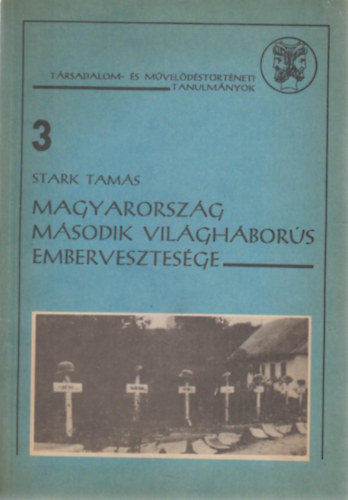 TÁRSADALOM- ÉS MŰVELŐDÉSTÖRTÉNETI
TANULMÁNYOK
3
STARK TAMÁS
MAGYARORSZÁG
MÁSODIK VILÁGHÁBORÚS
EMBERVESZTESÉGE